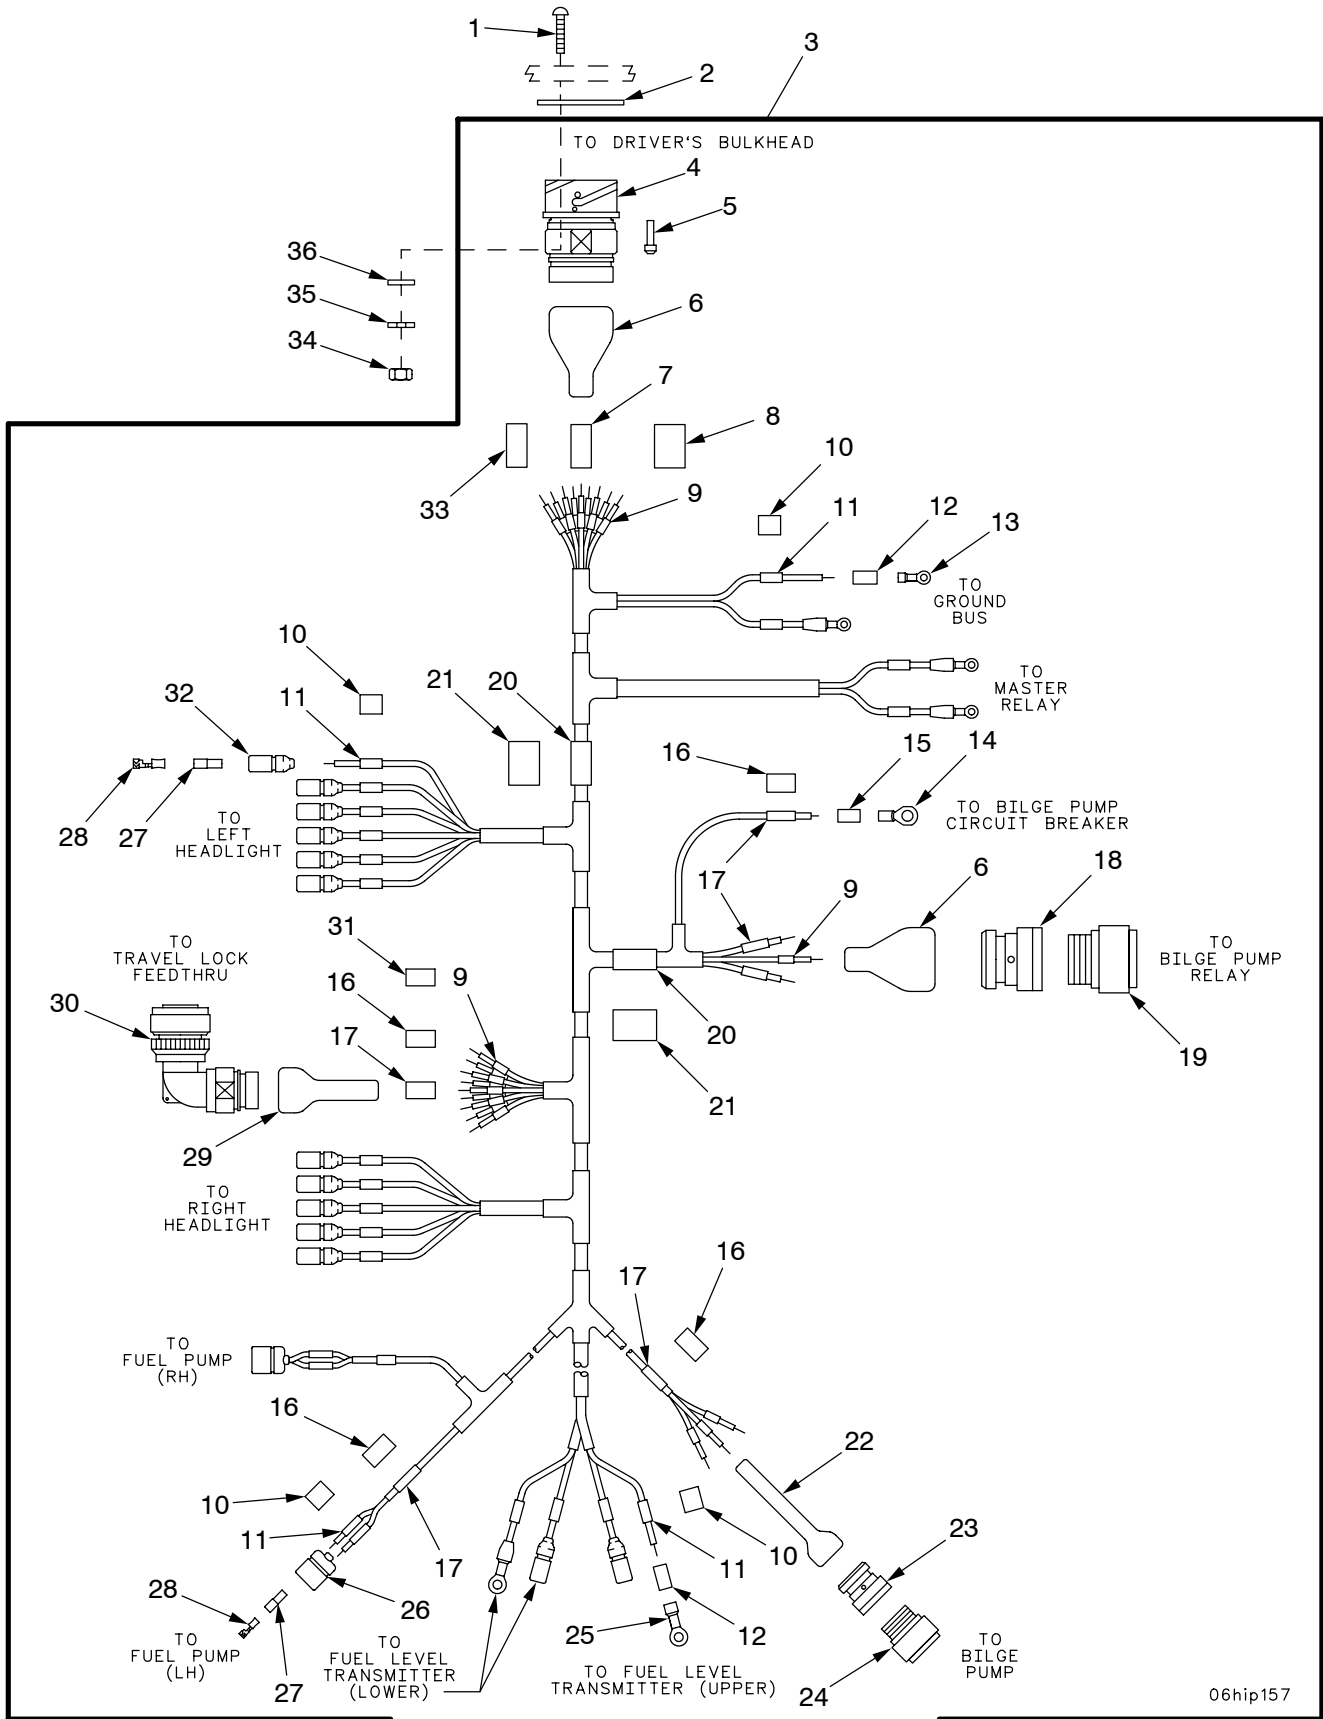 1
3
2
TO DRIVER'S BULKHEAD
4
5
36
35
6
34
7
8
10
33
9
11
12
13
TO
GROUND
BUS
10
32
11
21
20
TO
MASTER
RELAY
16
15
14
28
27
TO
LEFT
HEADLIGHT
TO BILGE PUMP
CIRCUIT BREAKER
17
9
6
18
31
TO
TRAVEL LOCK
FEEDTHRU
TO
BILGE PUMP
RELAY
30
16
9
17
20
19
21
29
TO
RIGHT
HEADLIGHT
16
17
TO
FUEL PUMP
(RH)
16
22
10
11
17
11
10
23
28
26
12
25
TO
FUEL PUMP
(LH)
27
TO
FUEL LEVEL
TRANSMITTER
(LOWER)
TO FUEL LEVEL
TRANSMITTER (UPPER)
24
TO
BILGE
PUMP
06hip157